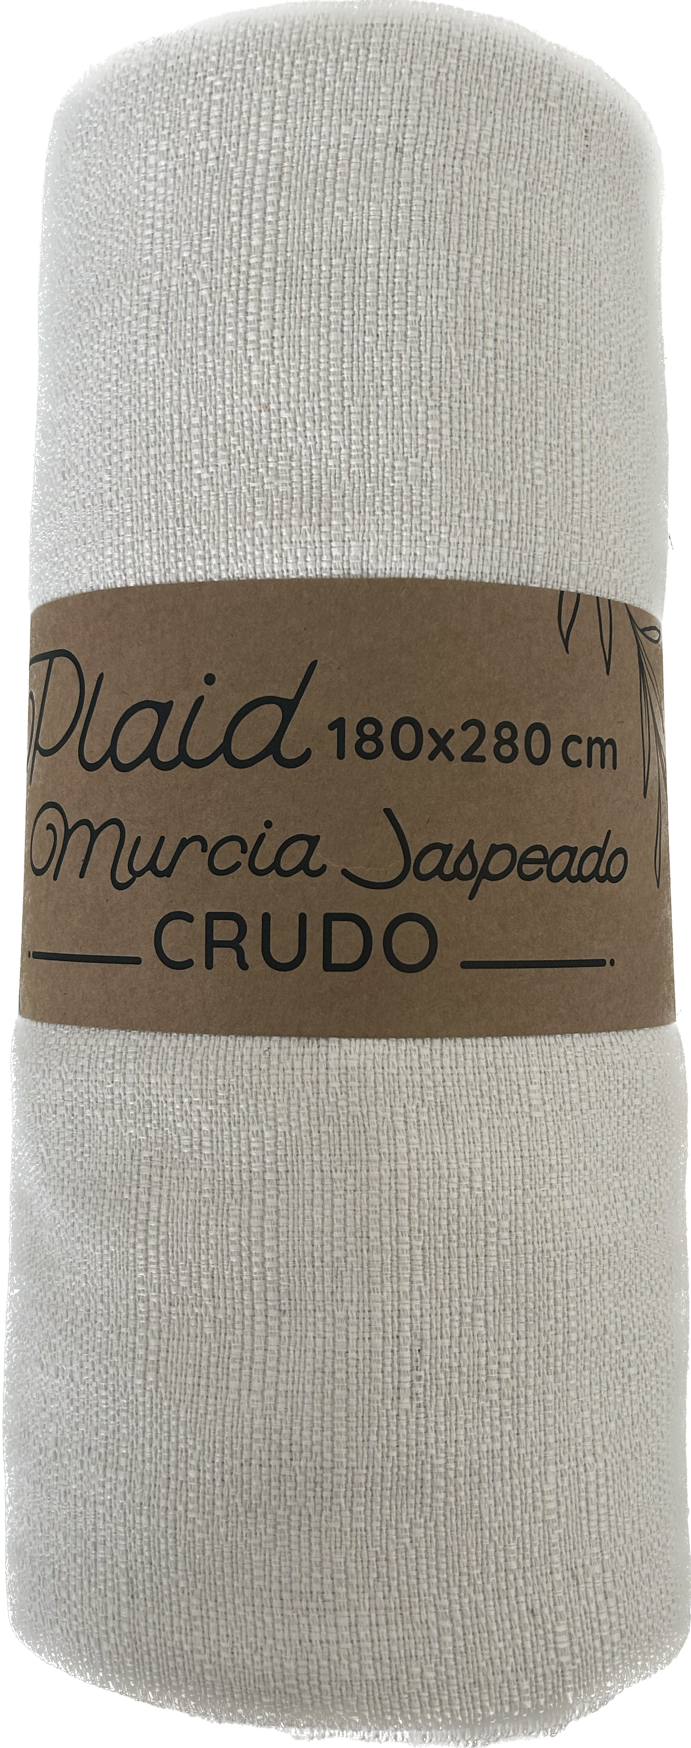 Plaid 180x280 cm
Murcia Jaspeado
CRUDO